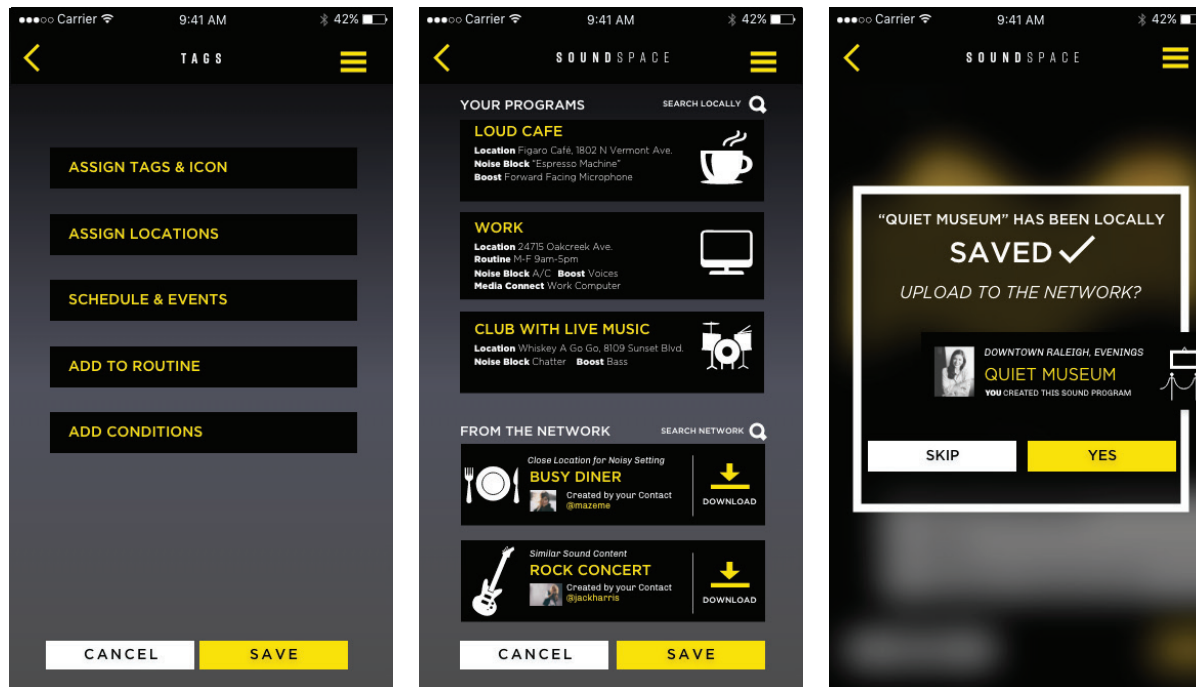 Carrier 9:41 AM 42%
TAGS
ASSIGN TAGS & ICON
ASSIGN LOCATIONS
SCHEDULE & EVENTS
ADD TO ROUTINE
ADD CONDITIONS
CANCEL SAVE
Carrier 9:41 AM 42%
SOUNDSPACE
YOUR PROGRAMS SEARCH LOCALLY
LOUD CAFE
Location Figaro Café, 1802 N Vermont Ave.
Noise Block "Espresso Machine"
Boost Forward Facing Microphone
WORK
Location 24715 Oakcreek Ave.
Routine M-F 9am-5pm
Noise Block A/C Boost Voices
Media Connect Work Computer
CLUB WITH LIVE MUSIC
Location Whiskey A Go Go, 8109 Sunset Blvd.
Noise Block Chatter Boost Bass
FROM THE NETWORK SEARCH NETWORK
Close Location for Noisy Setting
BUSY DINER
Created by your Contact
@mazeme
DOWNLOAD
Similar Sound Content
ROCK CONCERT
Created by your Contact
@jackharris
DOWNLOAD
CANCEL SAVE
Carrier 9:41 AM 42%
SOUNDSPACE
"QUIET MUSEUM" HAS BEEN LOCALLY
SAVED
UPLOAD TO THE NETWORK?
DOWNTOWN RALEIGH, EVENINGS
QUIET MUSEUM
YOU CREATED THIS SOUND PROGRAM
SKIP YES